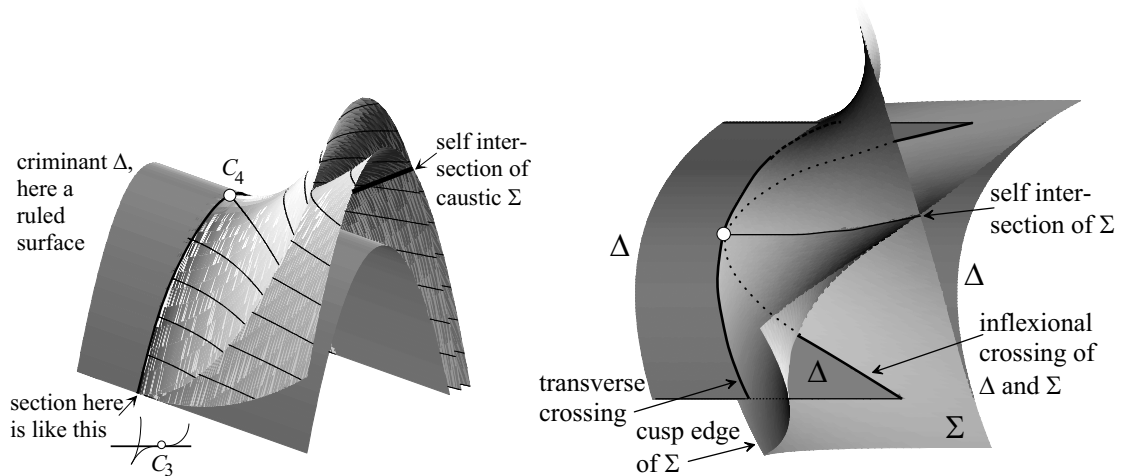 criminant Δ,
here a
ruled
surface
C₄
self inter-
section of
caustic Σ
section here
is like this
C₃
Δ
self inter-
section of Σ
Δ
inflexional
crossing of
Δ and Σ
Δ
transverse
crossing
cusp edge
of Σ
Σ